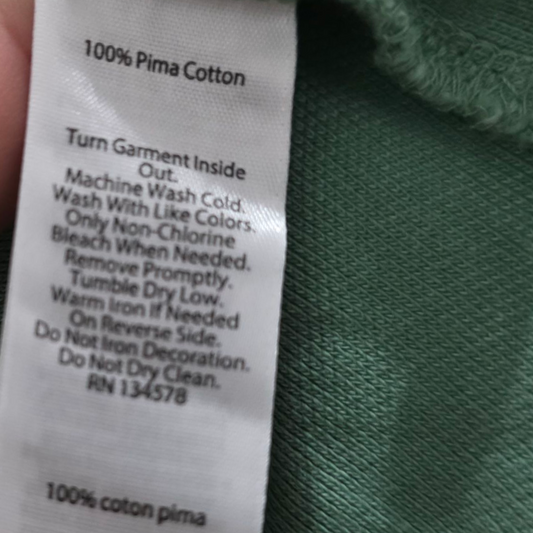 100% Pima Cotton
Turn Garment Inside
Out.
Machine Wash Cold.
Wash With Like Colors.
Only Non-Chlorine
Bleach When Needed.
Remove Promptly.
Tumble Dry Low.
Warm Iron if Needed
On Reverse Side.
Do Not Iron Decoration.
Do Not Dry Clean.
RN 134578
100% coton pima